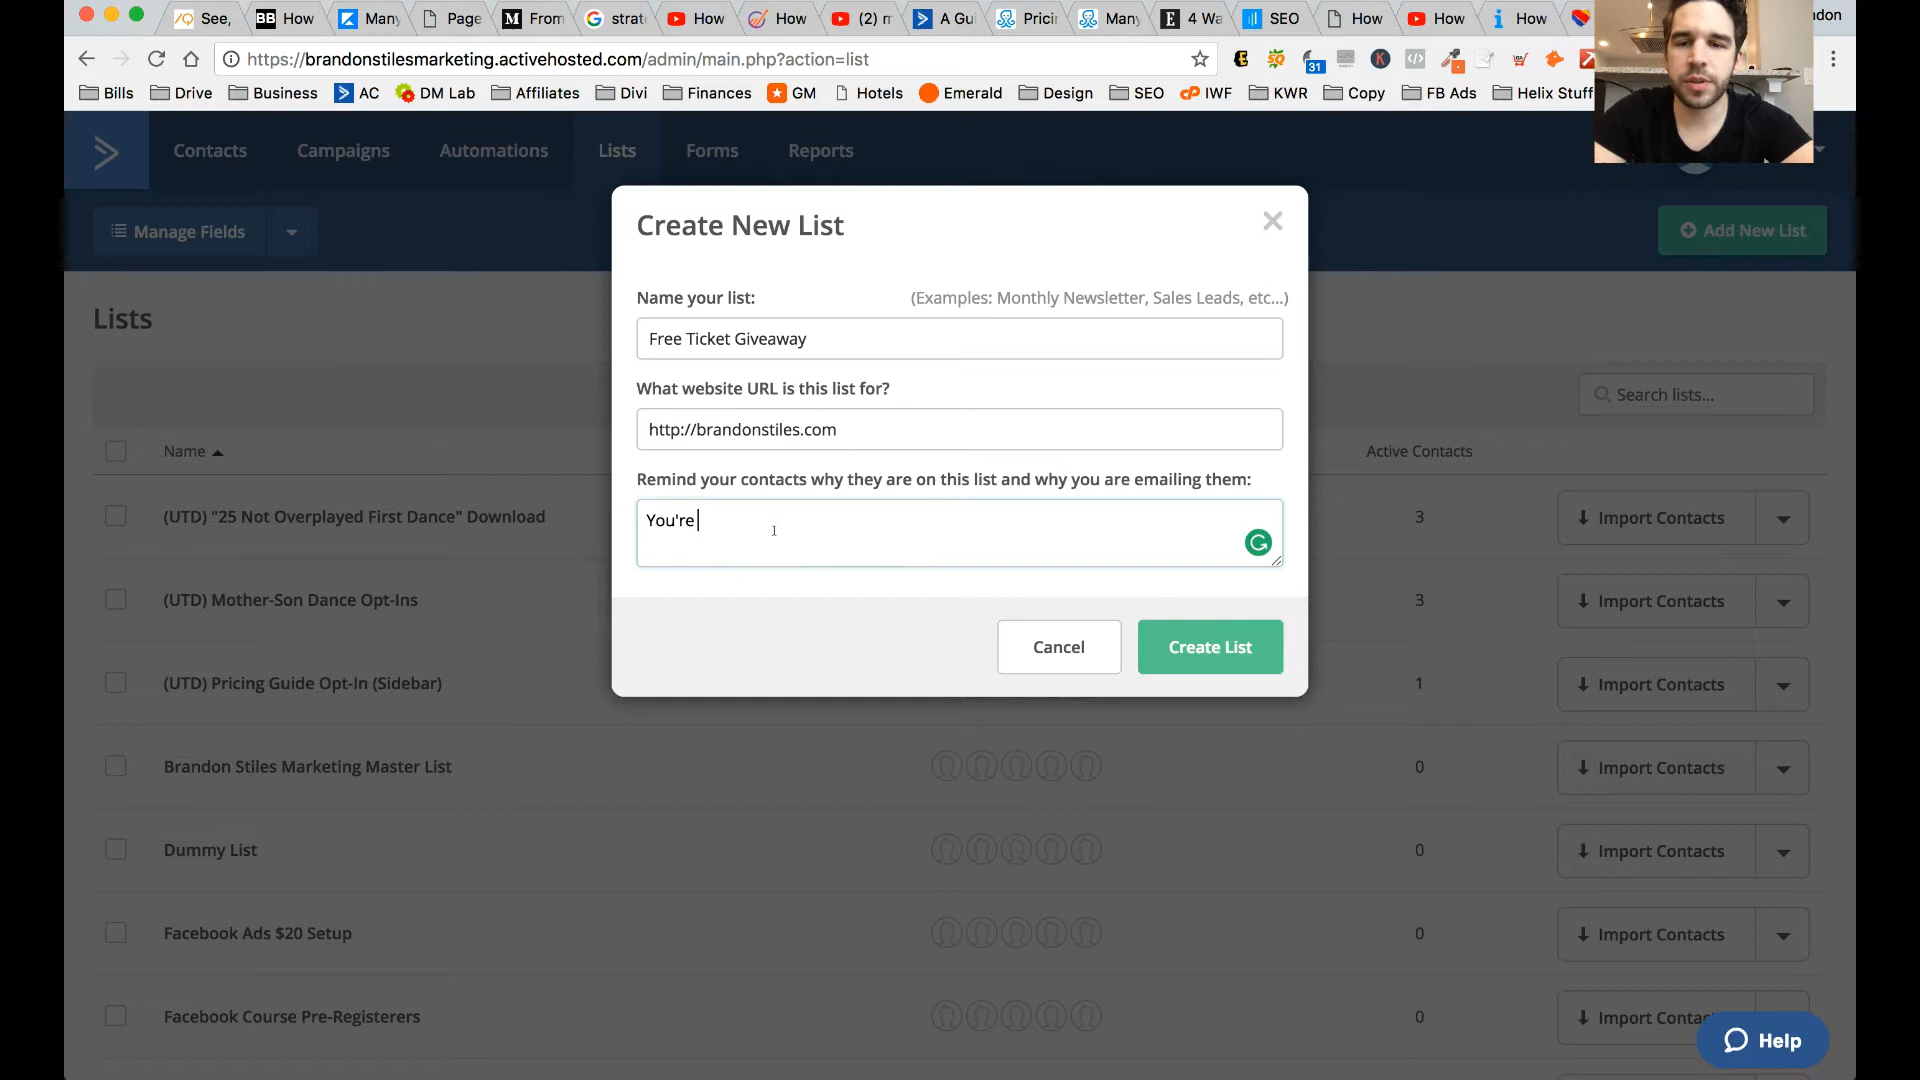 See, How Many Page From strat How How (2) m A Gui Pricin Many 4 Wa SEO How How How don
https://brandonstilesmarketing.activehosted.com/admin/main.php?action=list
31
Bills Drive Business AC DM Lab Affiliates Divi Finances GM Hotels Emerald Design SEO IWF KWR Copy FB Ads Helix Stuff
Contacts Campaigns Automations Lists Forms Reports
Manage Fields
Add New List
Create New List
Name your list: (Examples: Monthly Newsletter, Sales Leads, etc...)
Free Ticket Giveaway
What website URL is this list for?
http://brandonstiles.com
Remind your contacts why they are on this list and why you are emailing them:
You're
Cancel Create List
Lists
Search lists...
Name Active Contacts
(UTD) "25 Not Overplayed First Dance" Download 3 Import Contacts
(UTD) Mother-Son Dance Opt-Ins 3 Import Contacts
(UTD) Pricing Guide Opt-In (Sidebar) 1 Import Contacts
Brandon Stiles Marketing Master List 0 Import Contacts
Dummy List 0 Import Contacts
Facebook Ads $20 Setup 0 Import Contacts
Facebook Course Pre-Registerers 0 Import Contac
Help